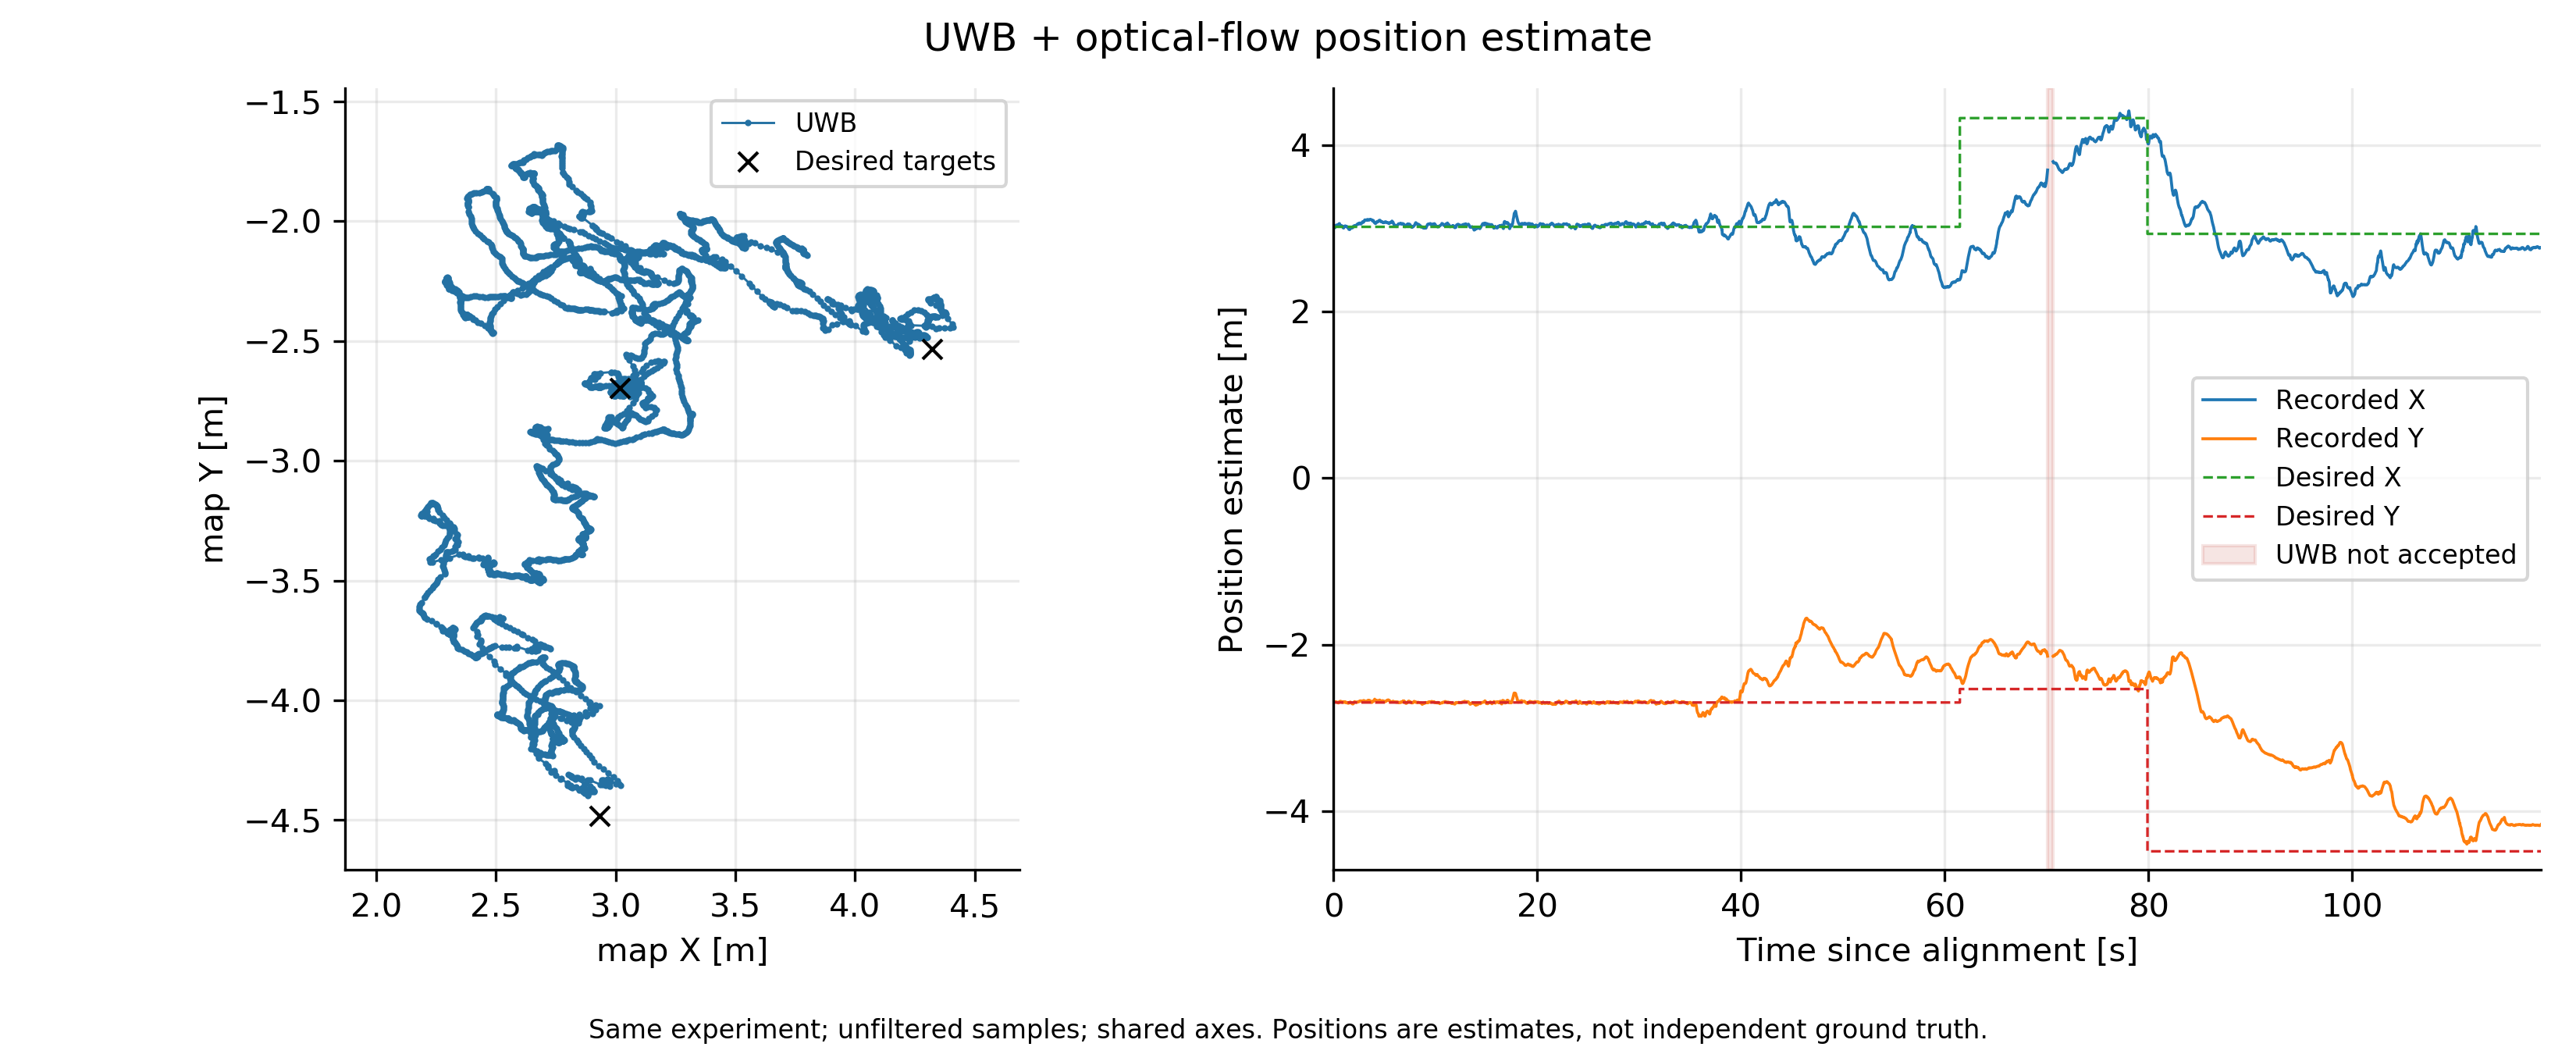 UWB + optical-flow position estimate
−1.5
−2.0
−2.5
−3.0
−3.5
−4.0
−4.5
map Y [m]
2.0 2.5 3.0 3.5 4.0 4.5
map X [m]
UWB
Desired targets
4
2
0
−2
−4
Position estimate [m]
0 20 40 60 80 100
Time since alignment [s]
Recorded X
Recorded Y
Desired X
Desired Y
UWB not accepted
Same experiment; unfiltered samples; shared axes. Positions are estimates, not independent ground truth.